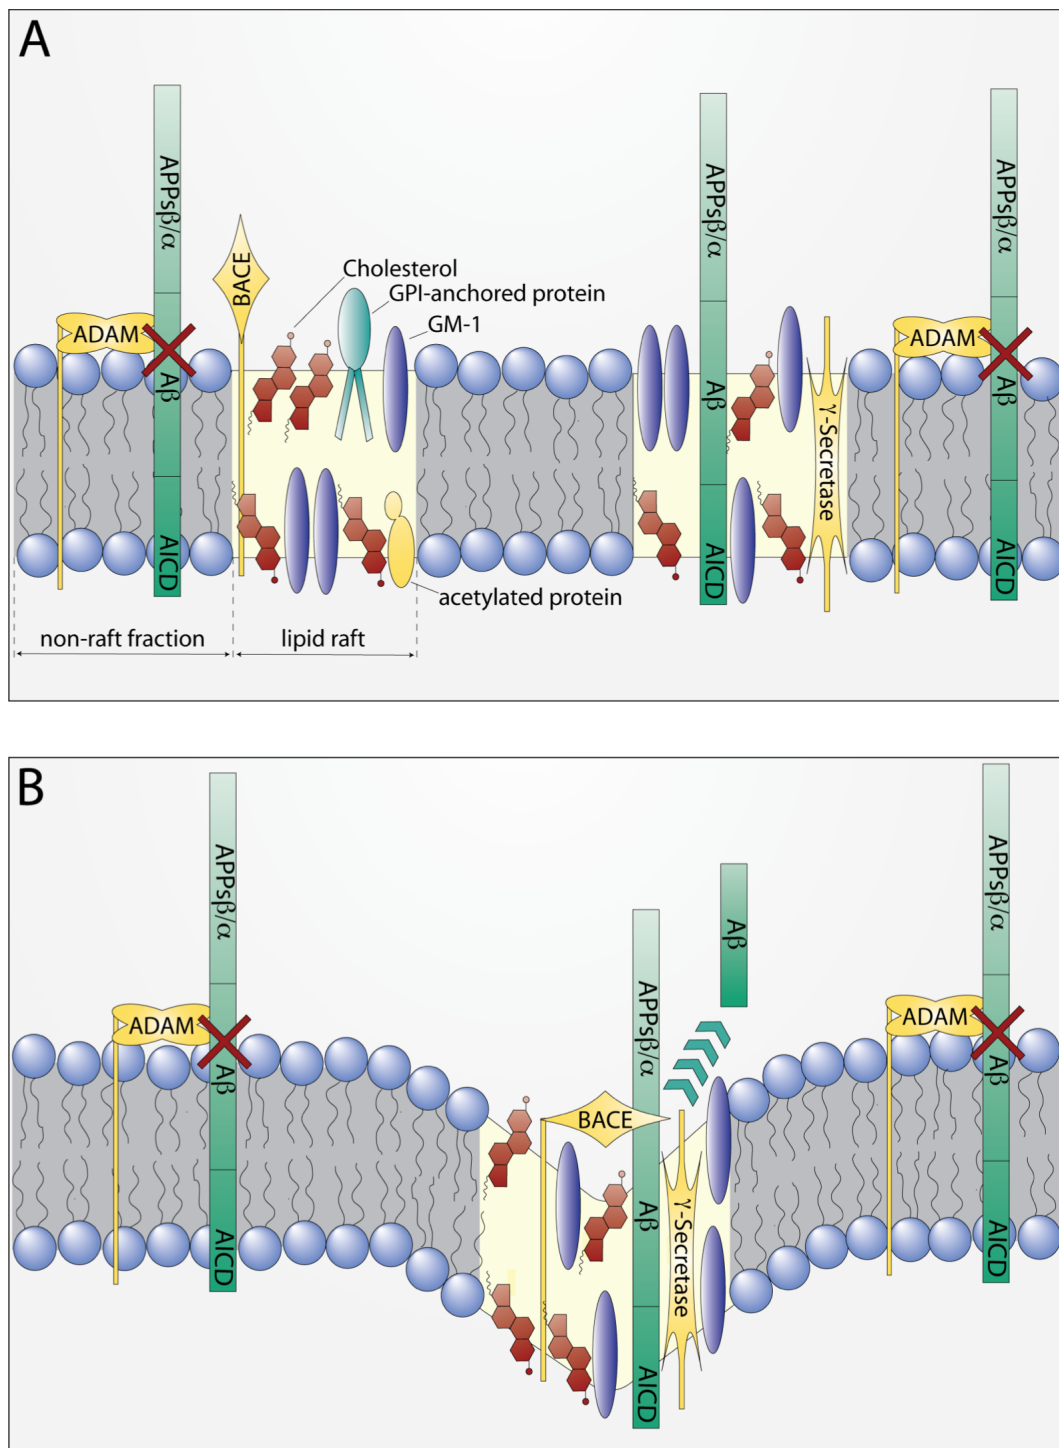 A
APPsβ/α
Aβ
AICD
ADAM
BACE
Cholesterol
GPI-anchored protein
GM-1
acetylated protein
non-raft fraction
lipid raft
APPsβ/α
Aβ
AICD
γ-Secretase
ADAM
APPsβ/α
Aβ
AICD
B
APPsβ/α
Aβ
AICD
ADAM
BACE
APPsβ/α
Aβ
AICD
γ-Secretase
Aβ
ADAM
APPsβ/α
Aβ
AICD